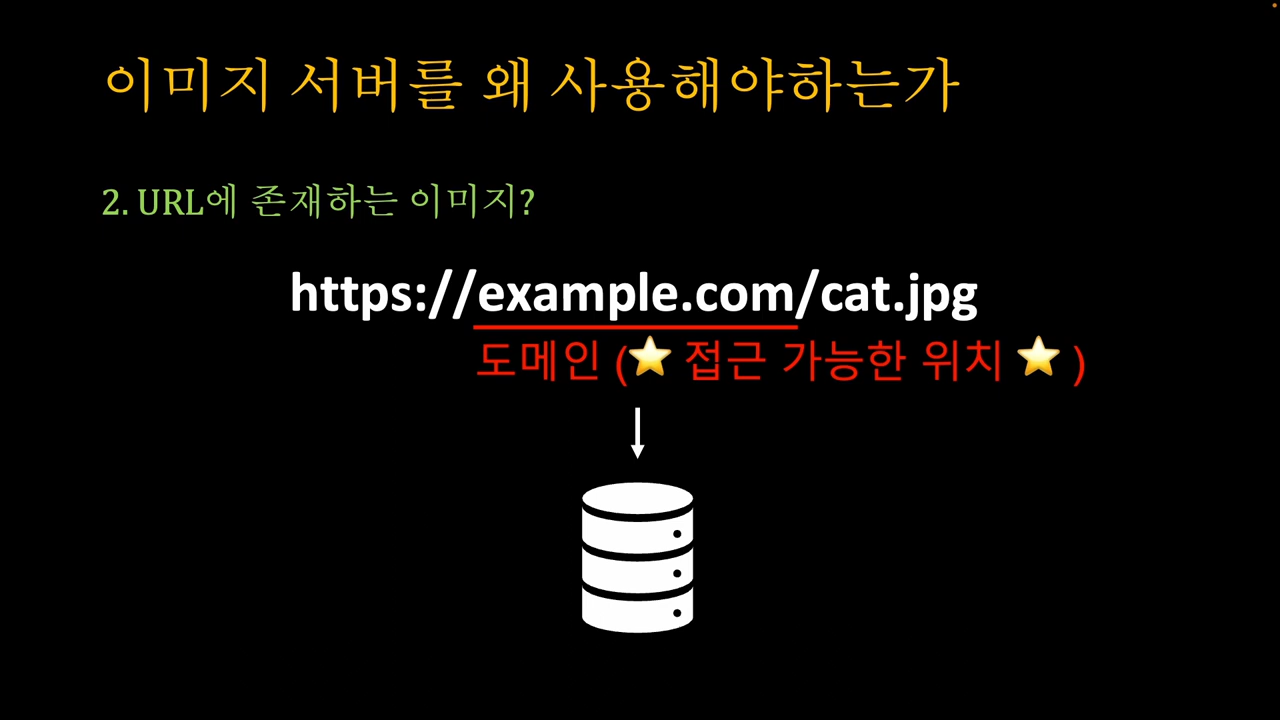 이미지 서버를 왜 사용해야하는가
2. URL에 존재하는 이미지?
https://example.com/cat.jpg
도메인 (⭐ 접근 가능한 위치 ⭐ )